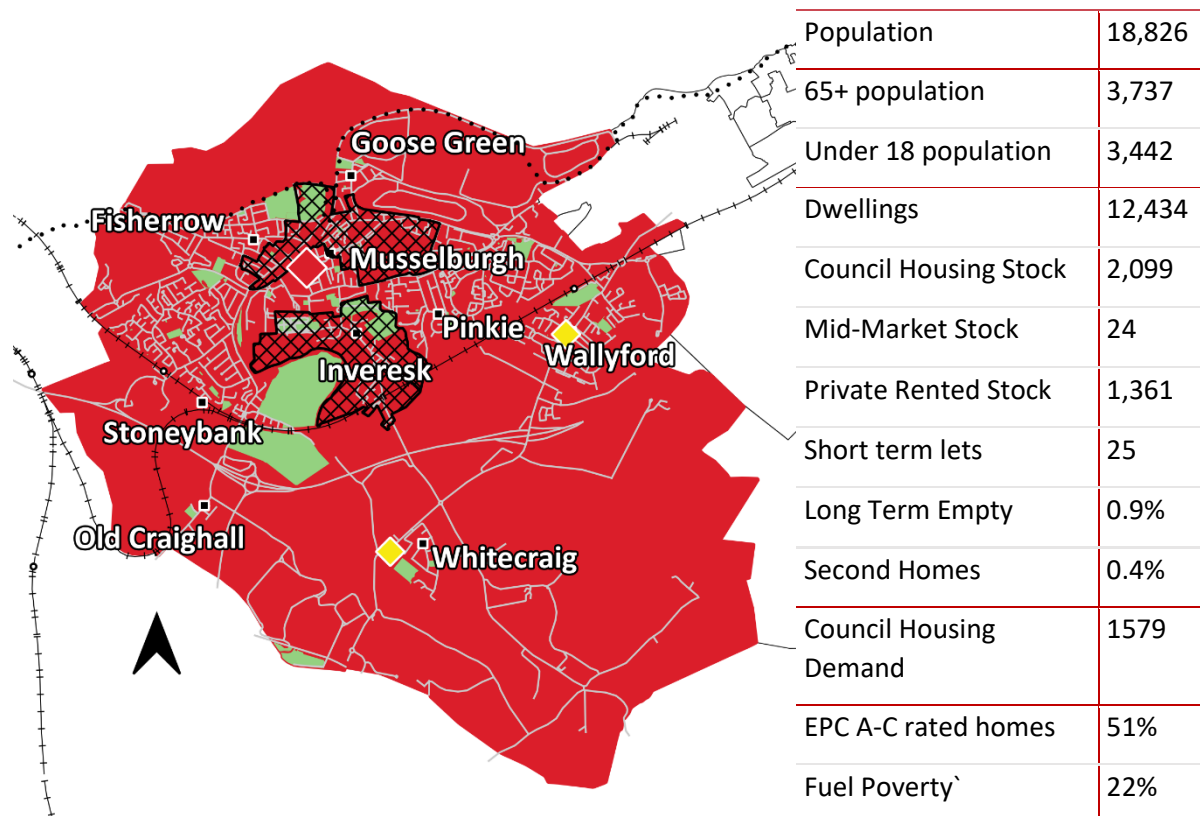 Goose Green
Fisherrow
Musselburgh
Pinkie
Wallyford
Inveresk
Stoneybank
Old Craighall
Whitecraig
Population 18,826
65+ population 3,737
Under 18 population 3,442
Dwellings 12,434
Council Housing Stock 2,099
Mid-Market Stock 24
Private Rented Stock 1,361
Short term lets 25
Long Term Empty 0.9%
Second Homes 0.4%
Council Housing 1579
Demand
EPC A-C rated homes 51%
Fuel Poverty` 22%